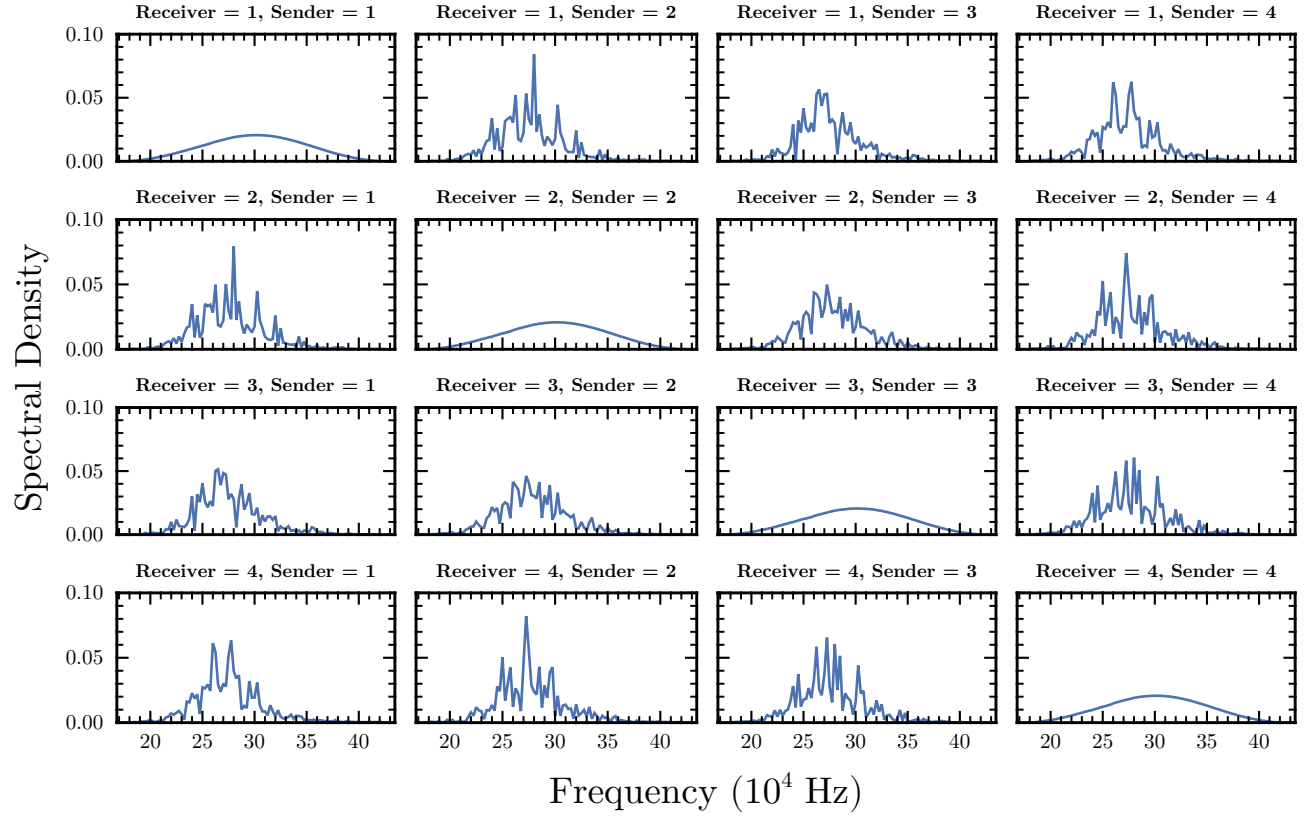 Receiver = 1, Sender = 1
Receiver = 1, Sender = 2
Receiver = 1, Sender = 3
Receiver = 1, Sender = 4
0.10
0.05
0.00
Receiver = 2, Sender = 1
Receiver = 2, Sender = 2
Receiver = 2, Sender = 3
Receiver = 2, Sender = 4
0.10
0.05
0.00
Spectral Density
Receiver = 3, Sender = 1
Receiver = 3, Sender = 2
Receiver = 3, Sender = 3
Receiver = 3, Sender = 4
0.10
0.05
0.00
Receiver = 4, Sender = 1
Receiver = 4, Sender = 2
Receiver = 4, Sender = 3
Receiver = 4, Sender = 4
0.10
0.05
0.00
20 25 30 35 40
20 25 30 35 40
20 25 30 35 40
20 25 30 35 40
Frequency (10⁴ Hz)